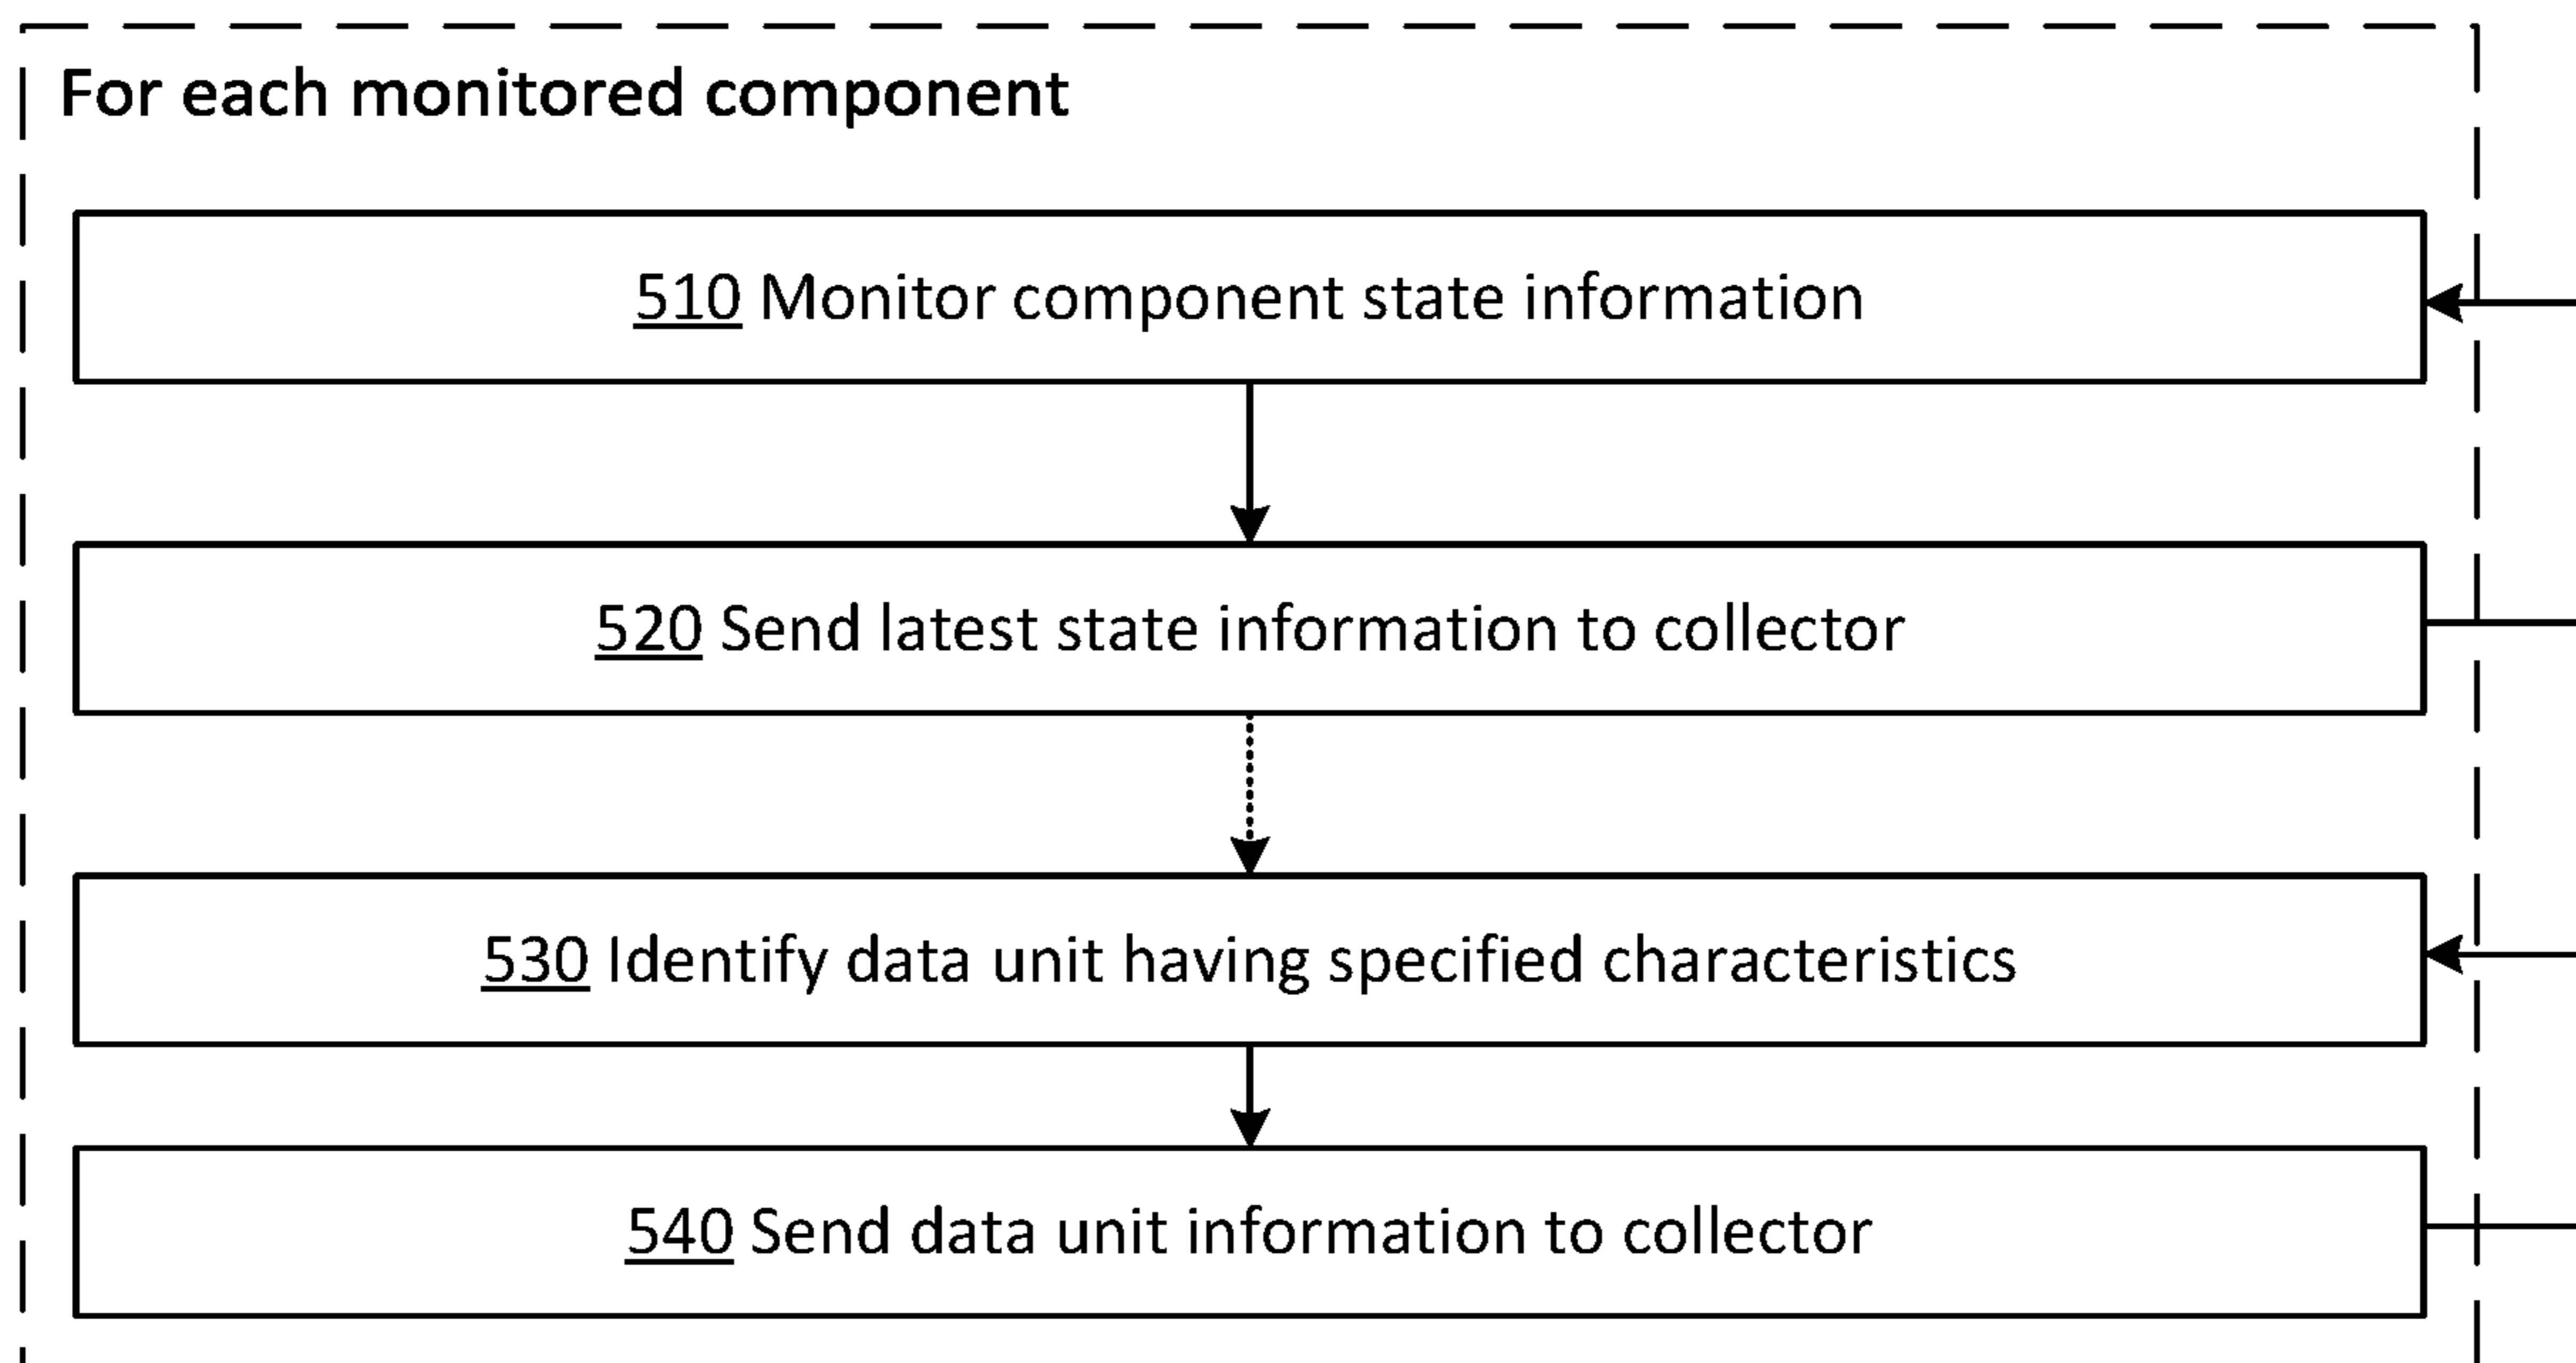 For each monitored component
510 Monitor component state information
520 Send latest state information to collector
530 Identify data unit having specified characteristics
540 Send data unit information to collector